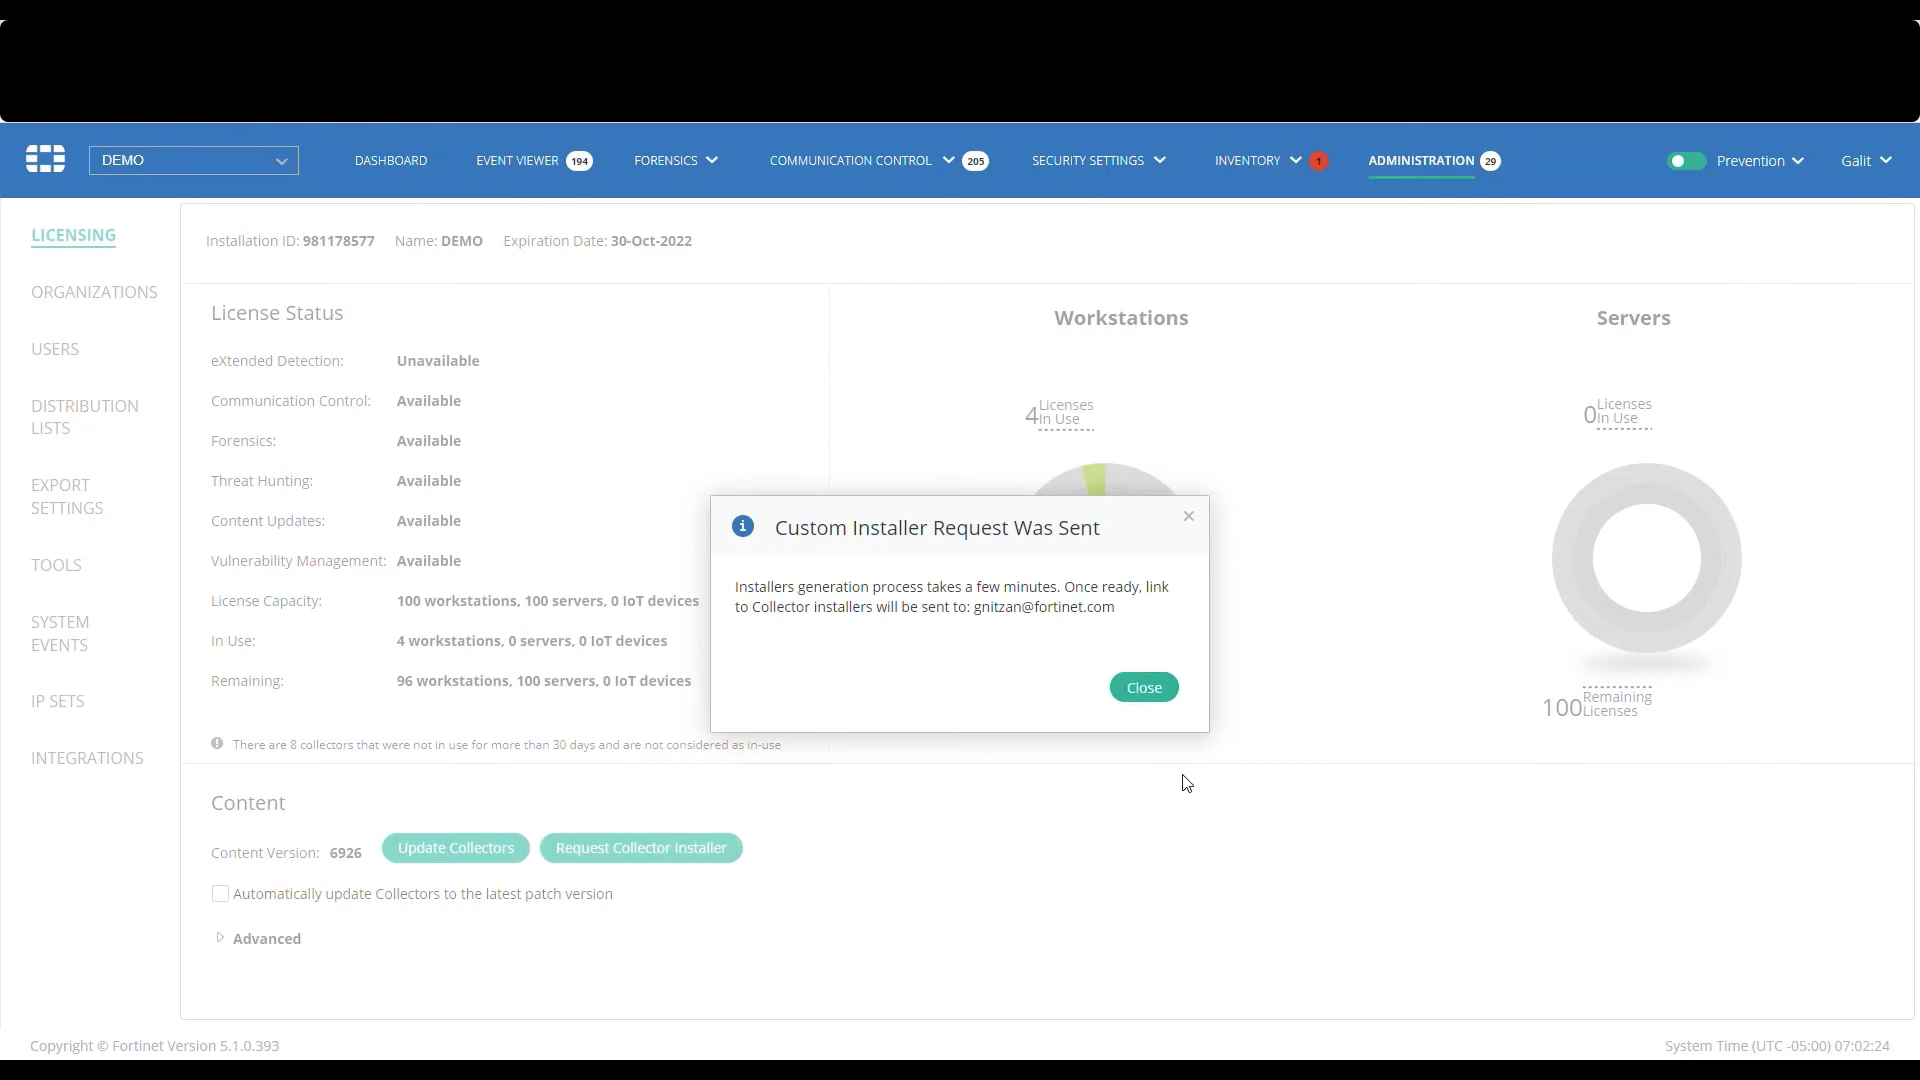 DEMO
DASHBOARD
EVENT VIEWER 194
FORENSICS
COMMUNICATION CONTROL 205
SECURITY SETTINGS
INVENTORY 1
ADMINISTRATION 29
Prevention
Galit
LICENSING
ORGANIZATIONS
USERS
DISTRIBUTION
LISTS
EXPORT
SETTINGS
TOOLS
SYSTEM
EVENTS
IP SETS
INTEGRATIONS
Installation ID: 981178577 Name: DEMO Expiration Date: 30-Oct-2022
License Status
eXtended Detection: Unavailable
Communication Control: Available
Forensics: Available
Threat Hunting: Available
Content Updates: Available
Vulnerability Management: Available
License Capacity: 100 workstations, 100 servers, 0 IoT devices
In Use: 4 workstations, 0 servers, 0 IoT devices
Remaining: 96 workstations, 100 servers, 0 IoT devices
There are 8 collectors that were not in use for more than 30 days and are not considered as in-use
Workstations
4 Licenses
In Use
Servers
0 Licenses
In Use
100 Remaining
Licenses
Custom Installer Request Was Sent
Installers generation process takes a few minutes. Once ready, link
to Collector installers will be sent to: gnitzan@fortinet.com
Close
Content
Content Version: 6926 Update Collectors Request Collector Installer
Automatically update Collectors to the latest patch version
Advanced
Copyright © Fortinet Version 5.1.0.393
System Time (UTC -05:00) 07:02:24